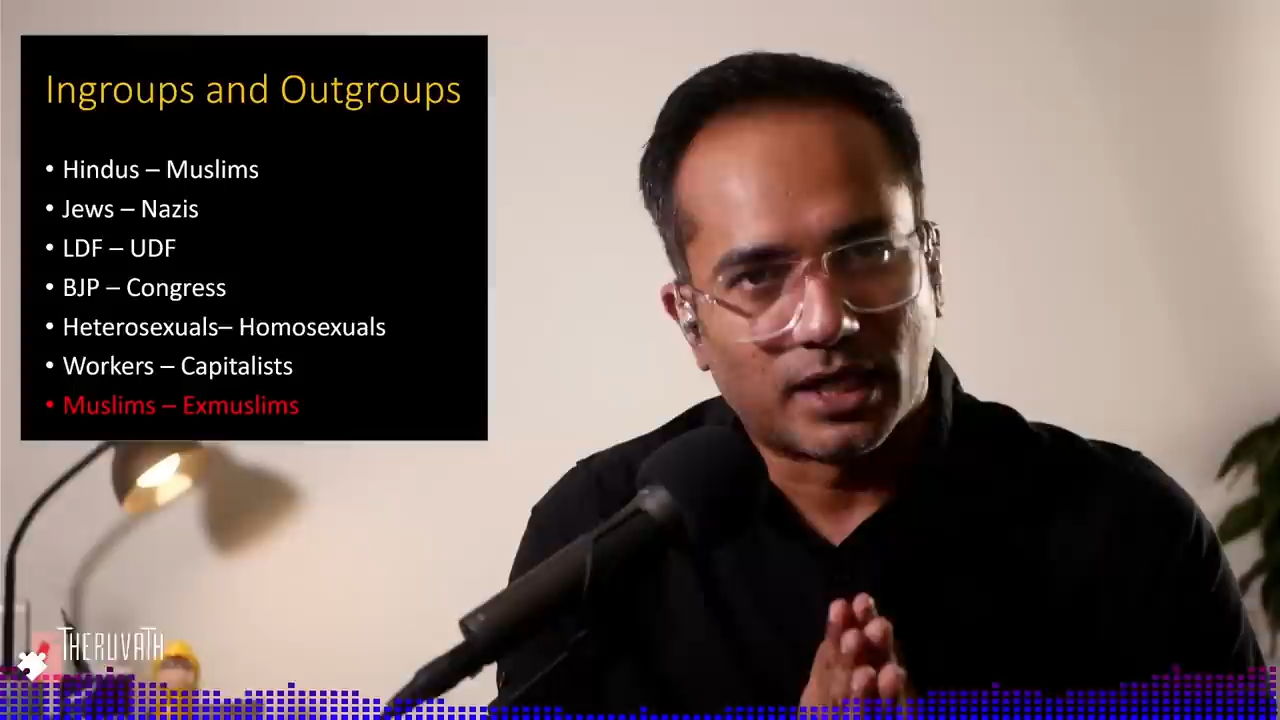 Ingroups and Outgroups
• Hindus – Muslims
• Jews – Nazis
• LDF – UDF
• BJP – Congress
• Heterosexuals– Homosexuals
• Workers – Capitalists
• Muslims – Exmuslims
THERUVATH